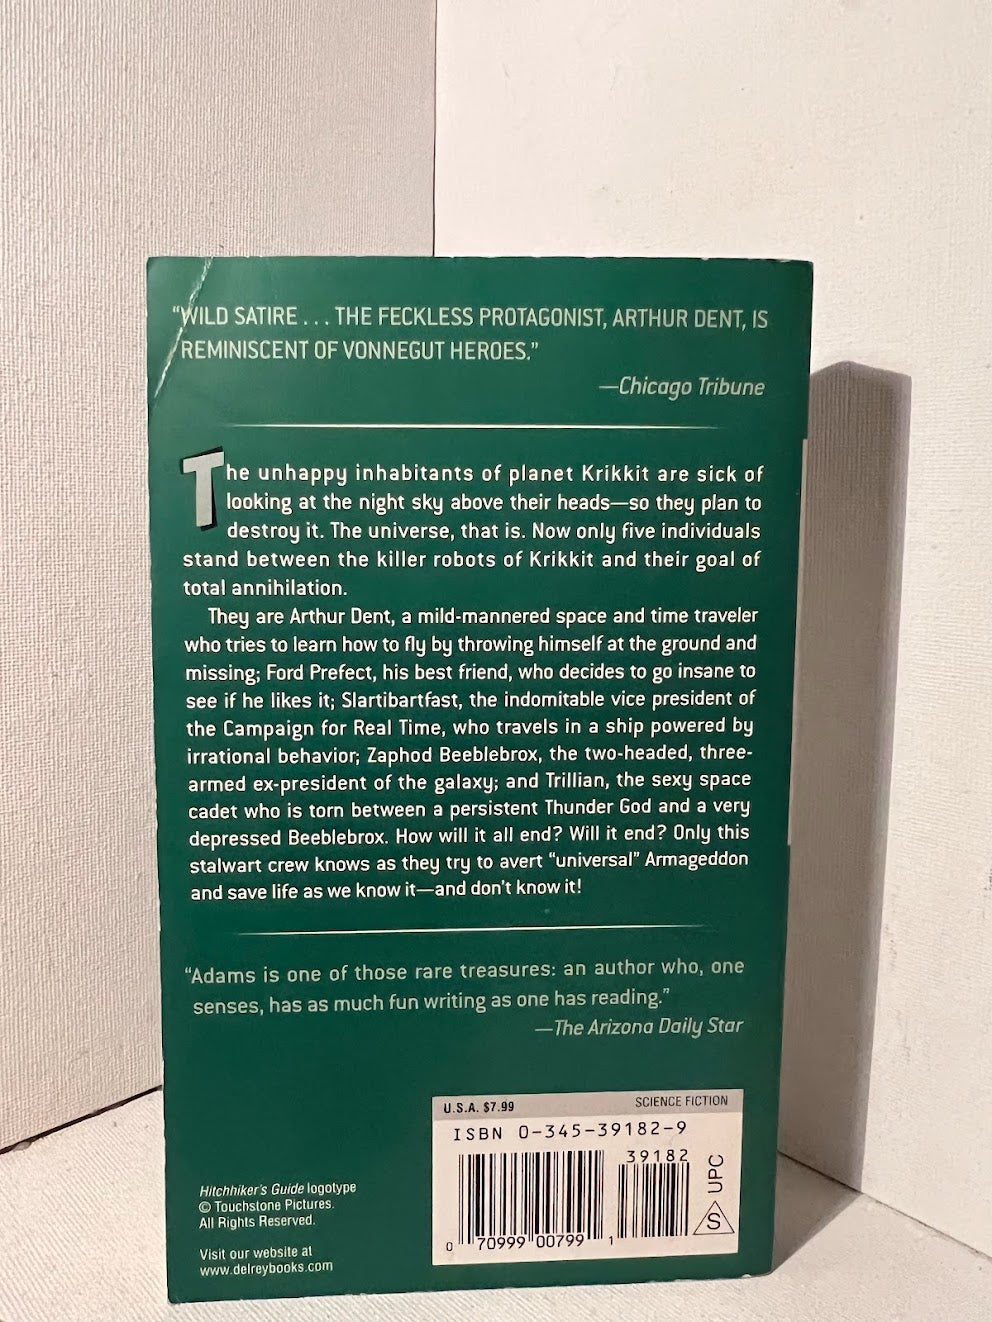 “WILD SATIRE . . . THE FECKLESS PROTAGONIST, ARTHUR DENT, IS
REMINISCENT OF VONNEGUT HEROES.”
—Chicago Tribune
The unhappy inhabitants of planet Krikkit are sick of
looking at the night sky above their heads—so they plan to
destroy it. The universe, that is. Now only five individuals
stand between the killer robots of Krikkit and their goal of
total annihilation.
They are Arthur Dent, a mild-mannered space and time traveler
who tries to learn how to fly by throwing himself at the ground and
missing; Ford Prefect, his best friend, who decides to go insane to
see if he likes it; Slartibartfast, the indomitable vice president of
the Campaign for Real Time, who travels in a ship powered by
irrational behavior; Zaphod Beeblebrox, the two-headed, three-
armed ex-president of the galaxy; and Trillian, the sexy space
cadet who is torn between a persistent Thunder God and a very
depressed Beeblebrox. How will it all end? Will it end? Only this
stalwart crew knows as they try to avert “universal” Armageddon
and save life as we know it—and don't know it!
“Adams is one of those rare treasures: an author who, one
senses, has as much fun writing as one has reading.”
—The Arizona Daily Star
U.S.A. $7.99 SCIENCE FICTION
ISBN 0-345-39182-9
39182
UPC
S
0 70999 00799 1
Hitchhiker's Guide logotype
© Touchstone Pictures.
All Rights Reserved.
Visit our website at
www.delreybooks.com